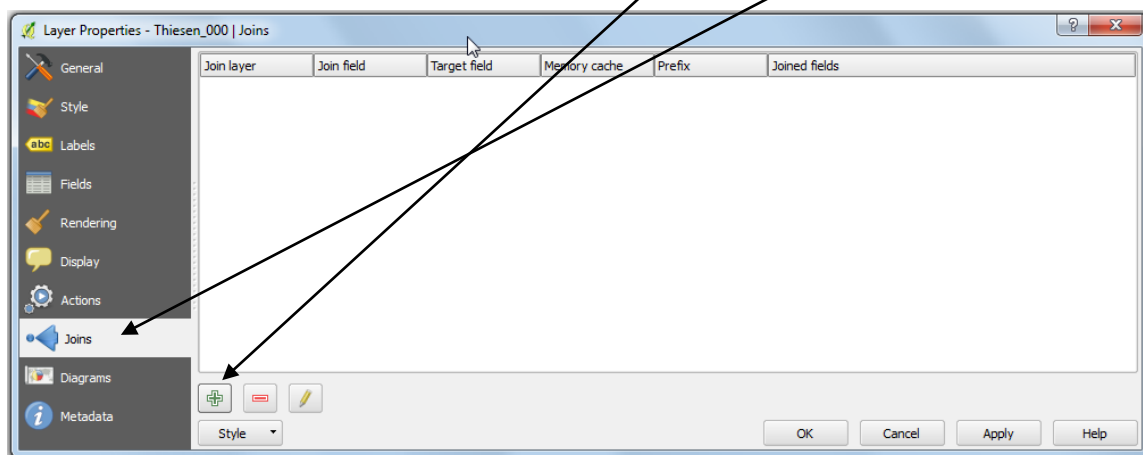 Layer Properties - Thiesen_000 | Joins
General
Style
abc Labels
Fields
Rendering
Display
Actions
Joins
Diagrams
Metadata
Join layer Join field Target field Memory cache Prefix Joined fields
Style
OK Cancel Apply Help